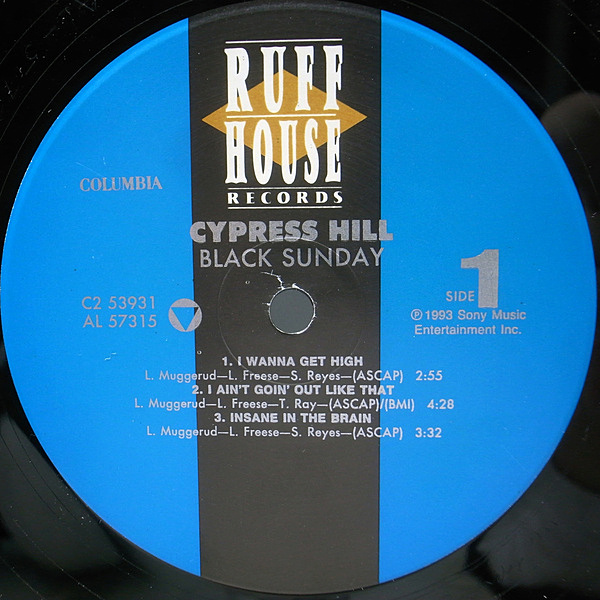 RUFF
HOUSE
RECORDS
COLUMBIA
CYPRESS HILL
BLACK SUNDAY
C2 53931
AL 57315
SIDE 1
℗ 1993 Sony Music
Entertainment Inc.
1. I WANNA GET HIGH
L. Muggerud—L. Freese—S. Reyes—(ASCAP) 2:55
2. I AIN'T GOIN' OUT LIKE THAT
L. Muggerud—L. Freese—T. Ray—(ASCAP)/(BMI) 4:28
3. INSANE IN THE BRAIN
L. Muggerud—L. Freese—S. Reyes—(ASCAP) 3:32